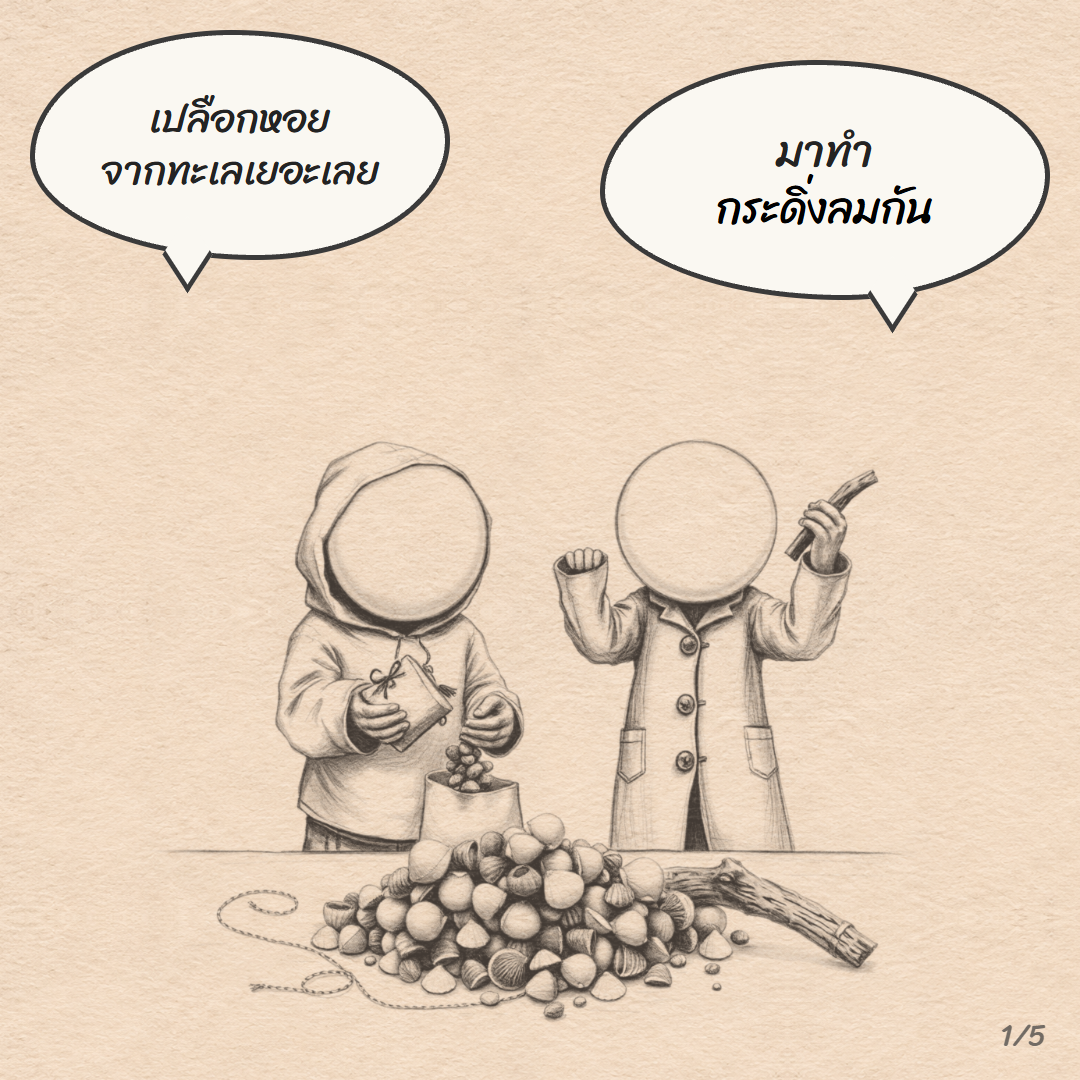 เปลือกหอย
จากทะเลเยอะเลย
มาทำ
กระดิ่งลมกัน
1/5